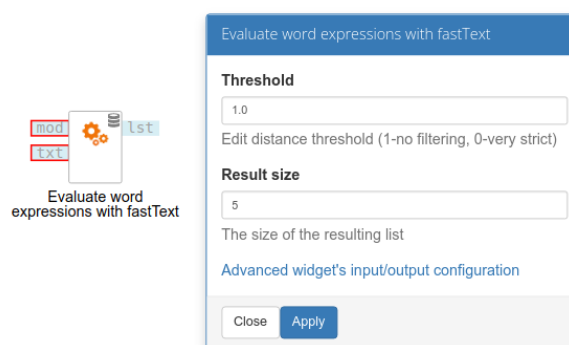 mod
lst
txt
Evaluate word
expressions with fastText
Evaluate word expressions with fastText
Threshold
1.0
Edit distance threshold (1-no filtering, 0-very strict)
Result size
5
The size of the resulting list
Advanced widget's input/output configuration
Close
Apply